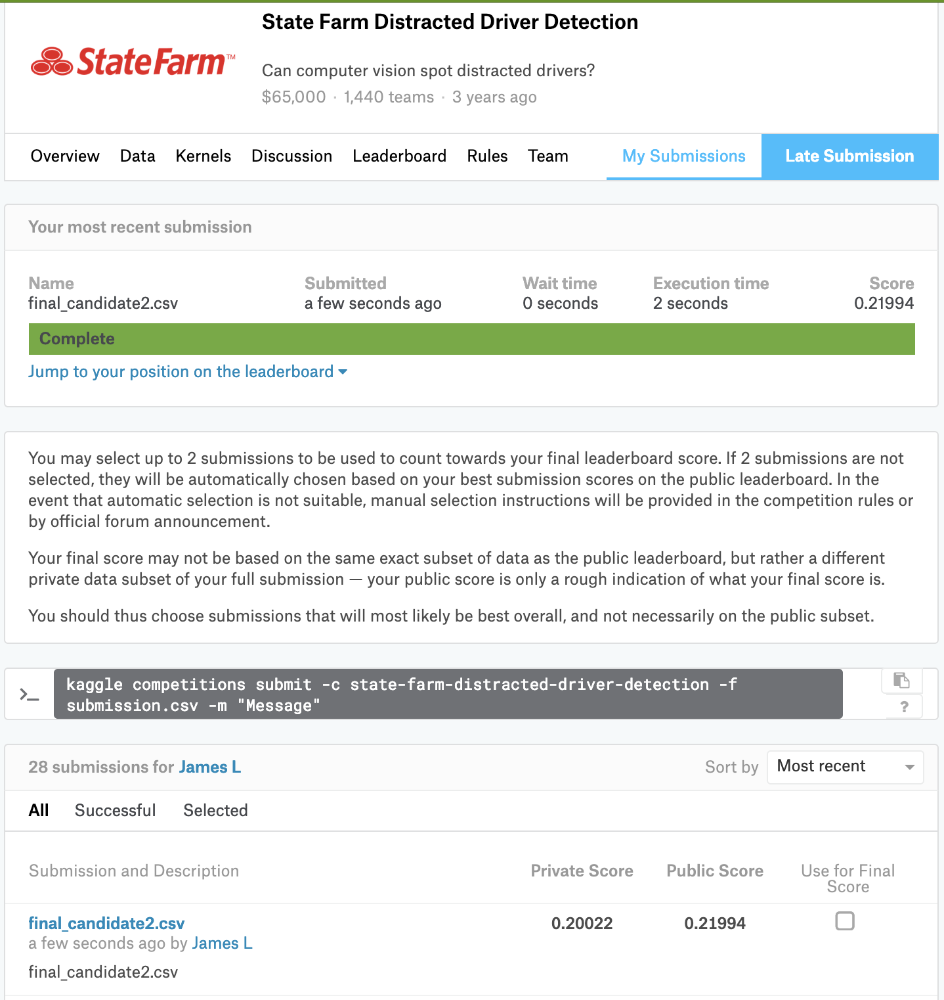 State Farm Distracted Driver Detection
StateFarm™
Can computer vision spot distracted drivers?
$65,000 · 1,440 teams · 3 years ago
Overview Data Kernels Discussion Leaderboard Rules Team My Submissions Late Submission
Your most recent submission
Name Submitted Wait time Execution time Score
final_candidate2.csv a few seconds ago 0 seconds 2 seconds 0.21994
Complete
Jump to your position on the leaderboard
You may select up to 2 submissions to be used to count towards your final leaderboard score. If 2 submissions are not
selected, they will be automatically chosen based on your best submission scores on the public leaderboard. In the
event that automatic selection is not suitable, manual selection instructions will be provided in the competition rules or
by official forum announcement.
Your final score may not be based on the same exact subset of data as the public leaderboard, but rather a different
private data subset of your full submission — your public score is only a rough indication of what your final score is.
You should thus choose submissions that will most likely be best overall, and not necessarily on the public subset.
>_ kaggle competitions submit -c state-farm-distracted-driver-detection -f
submission.csv -m "Message"
?
28 submissions for James L Sort by Most recent
All Successful Selected
Submission and Description Private Score Public Score Use for Final
Score
final_candidate2.csv 0.20022 0.21994
a few seconds ago by James L
final_candidate2.csv